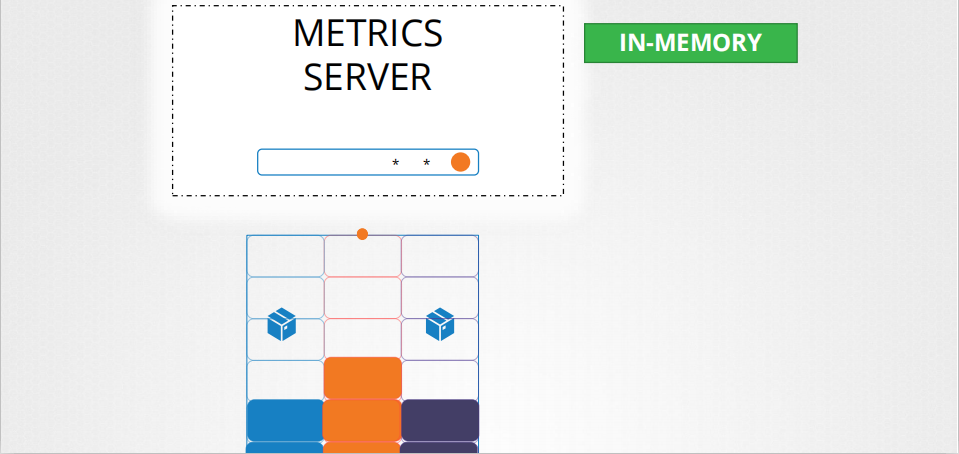 METRICS
SERVER
IN-MEMORY
* *